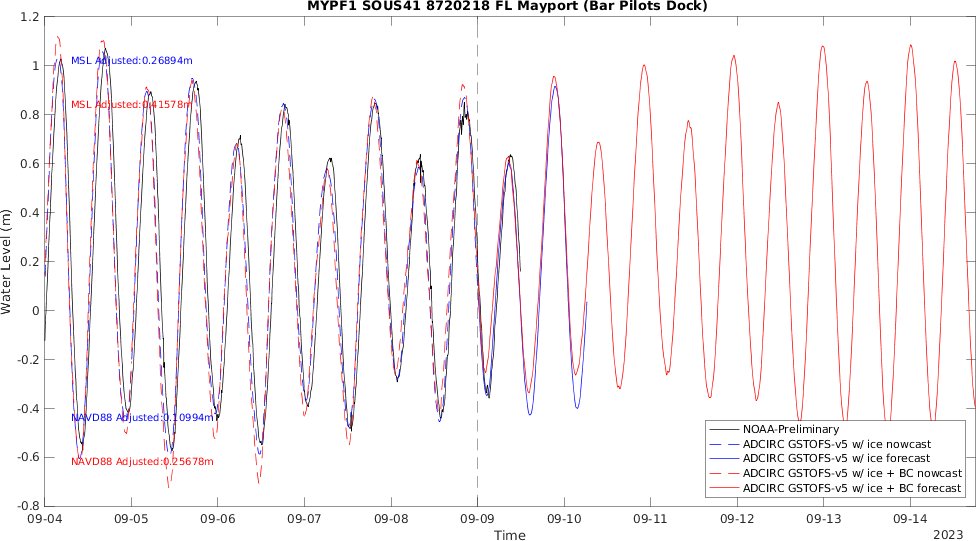 MYPF1 SOUS41 8720218 FL Mayport (Bar Pilots Dock)
1.2
1
0.8
0.6
0.4
0.2
0
-0.2
-0.4
-0.6
-0.8
Water Level (m)
MSL Adjusted:0.26894m
MSL Adjusted:0.41578m
NAVD88 Adjusted:0.10994m
NAVD88 Adjusted:0.25678m
NOAA-Preliminary
ADCIRC GSTOFS-v5 w/ ice nowcast
ADCIRC GSTOFS-v5 w/ ice forecast
ADCIRC GSTOFS-v5 w/ ice + BC nowcast
ADCIRC GSTOFS-v5 w/ ice + BC forecast
09-04 09-05 09-06 09-07 09-08 09-09 09-10 09-11 09-12 09-13 09-14
Time
2023